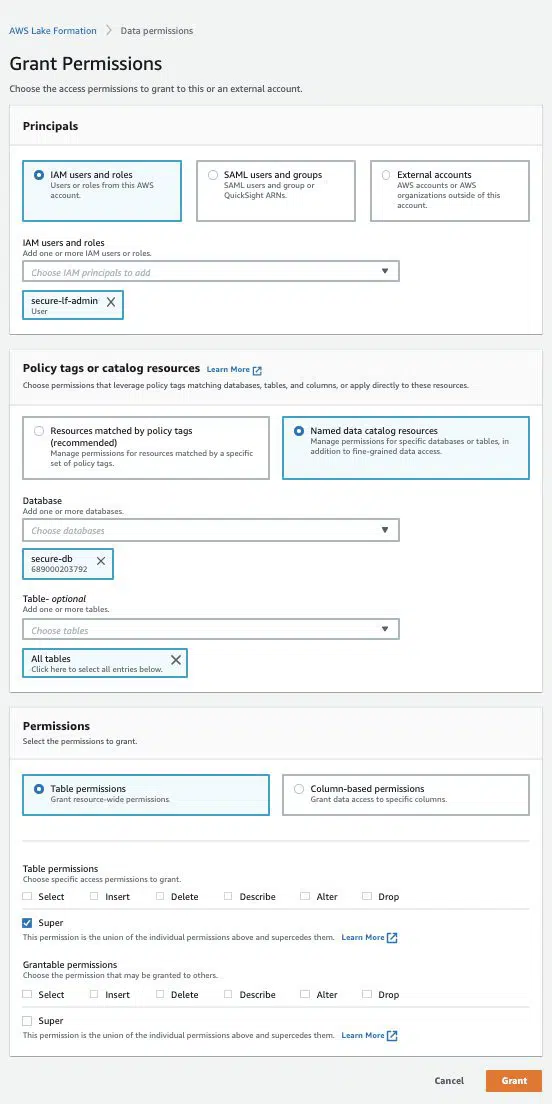 AWS Lake Formation > Data permissions
Grant Permissions
Choose the access permissions to grant to this or an external account.
Principals
IAM users and roles
Users or roles from this AWS
account.
SAML users and groups
SAML users and group or
QuickSight ARNs.
External accounts
AWS accounts or AWS
organizations outside of this
account.
IAM users and roles
Add one or more IAM users or roles.
Choose IAM principals to add
secure-lf-admin
User
Policy tags or catalog resources Learn More
Choose permissions that leverage policy tags matching databases, tables, and columns, or apply directly to these resources.
Resources matched by policy tags
(recommended)
Manage permissions for resources matched by a specific
set of policy tags.
Named data catalog resources
Manage permissions for specific databases or tables, in
addition to fine-grained data access.
Database
Add one or more databases.
Choose databases
secure-db
689000203792
Table- optional
Add one or more tables.
Choose tables
All tables
Click here to select all entries below.
Permissions
Select the permissions to grant.
Table permissions
Grant resource-wide permissions.
Column-based permissions
Grant data access to specific columns.
Table permissions
Choose specific access permissions to grant.
Select Insert Delete Describe Alter Drop
Super
This permission is the union of the individual permissions above and supercedes them. Learn More
Grantable permissions
Choose the permission that may be granted to others.
Select Insert Delete Describe Alter Drop
Super
This permission is the union of the individual permissions above and supercedes them. Learn More
Cancel Grant